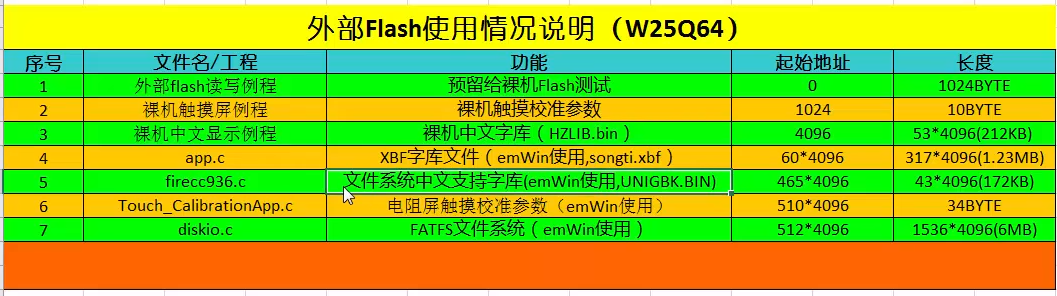 外部Flash使用情况说明（W25Q64）
序号 文件名/工程 功能 起始地址 长度
1 外部flash读写例程 预留给裸机Flash测试 0 1024BYTE
2 裸机触摸屏例程 裸机触摸校准参数 1024 10BYTE
3 裸机中文显示例程 裸机中文字库（HZLIB.bin） 4096 53*4096(212KB)
4 app.c XBF字库文件（emWin使用,songti.xbf） 60*4096 317*4096(1.23MB)
5 firecc936.c 文件系统中文支持字库(emWin使用,UNIGBK.BIN) 465*4096 43*4096(172KB)
6 Touch_CalibrationApp.c 电阻屏触摸校准参数（emWin使用） 510*4096 34BYTE
7 diskio.c FATFS文件系统（emWin使用） 512*4096 1536*4096(6MB)